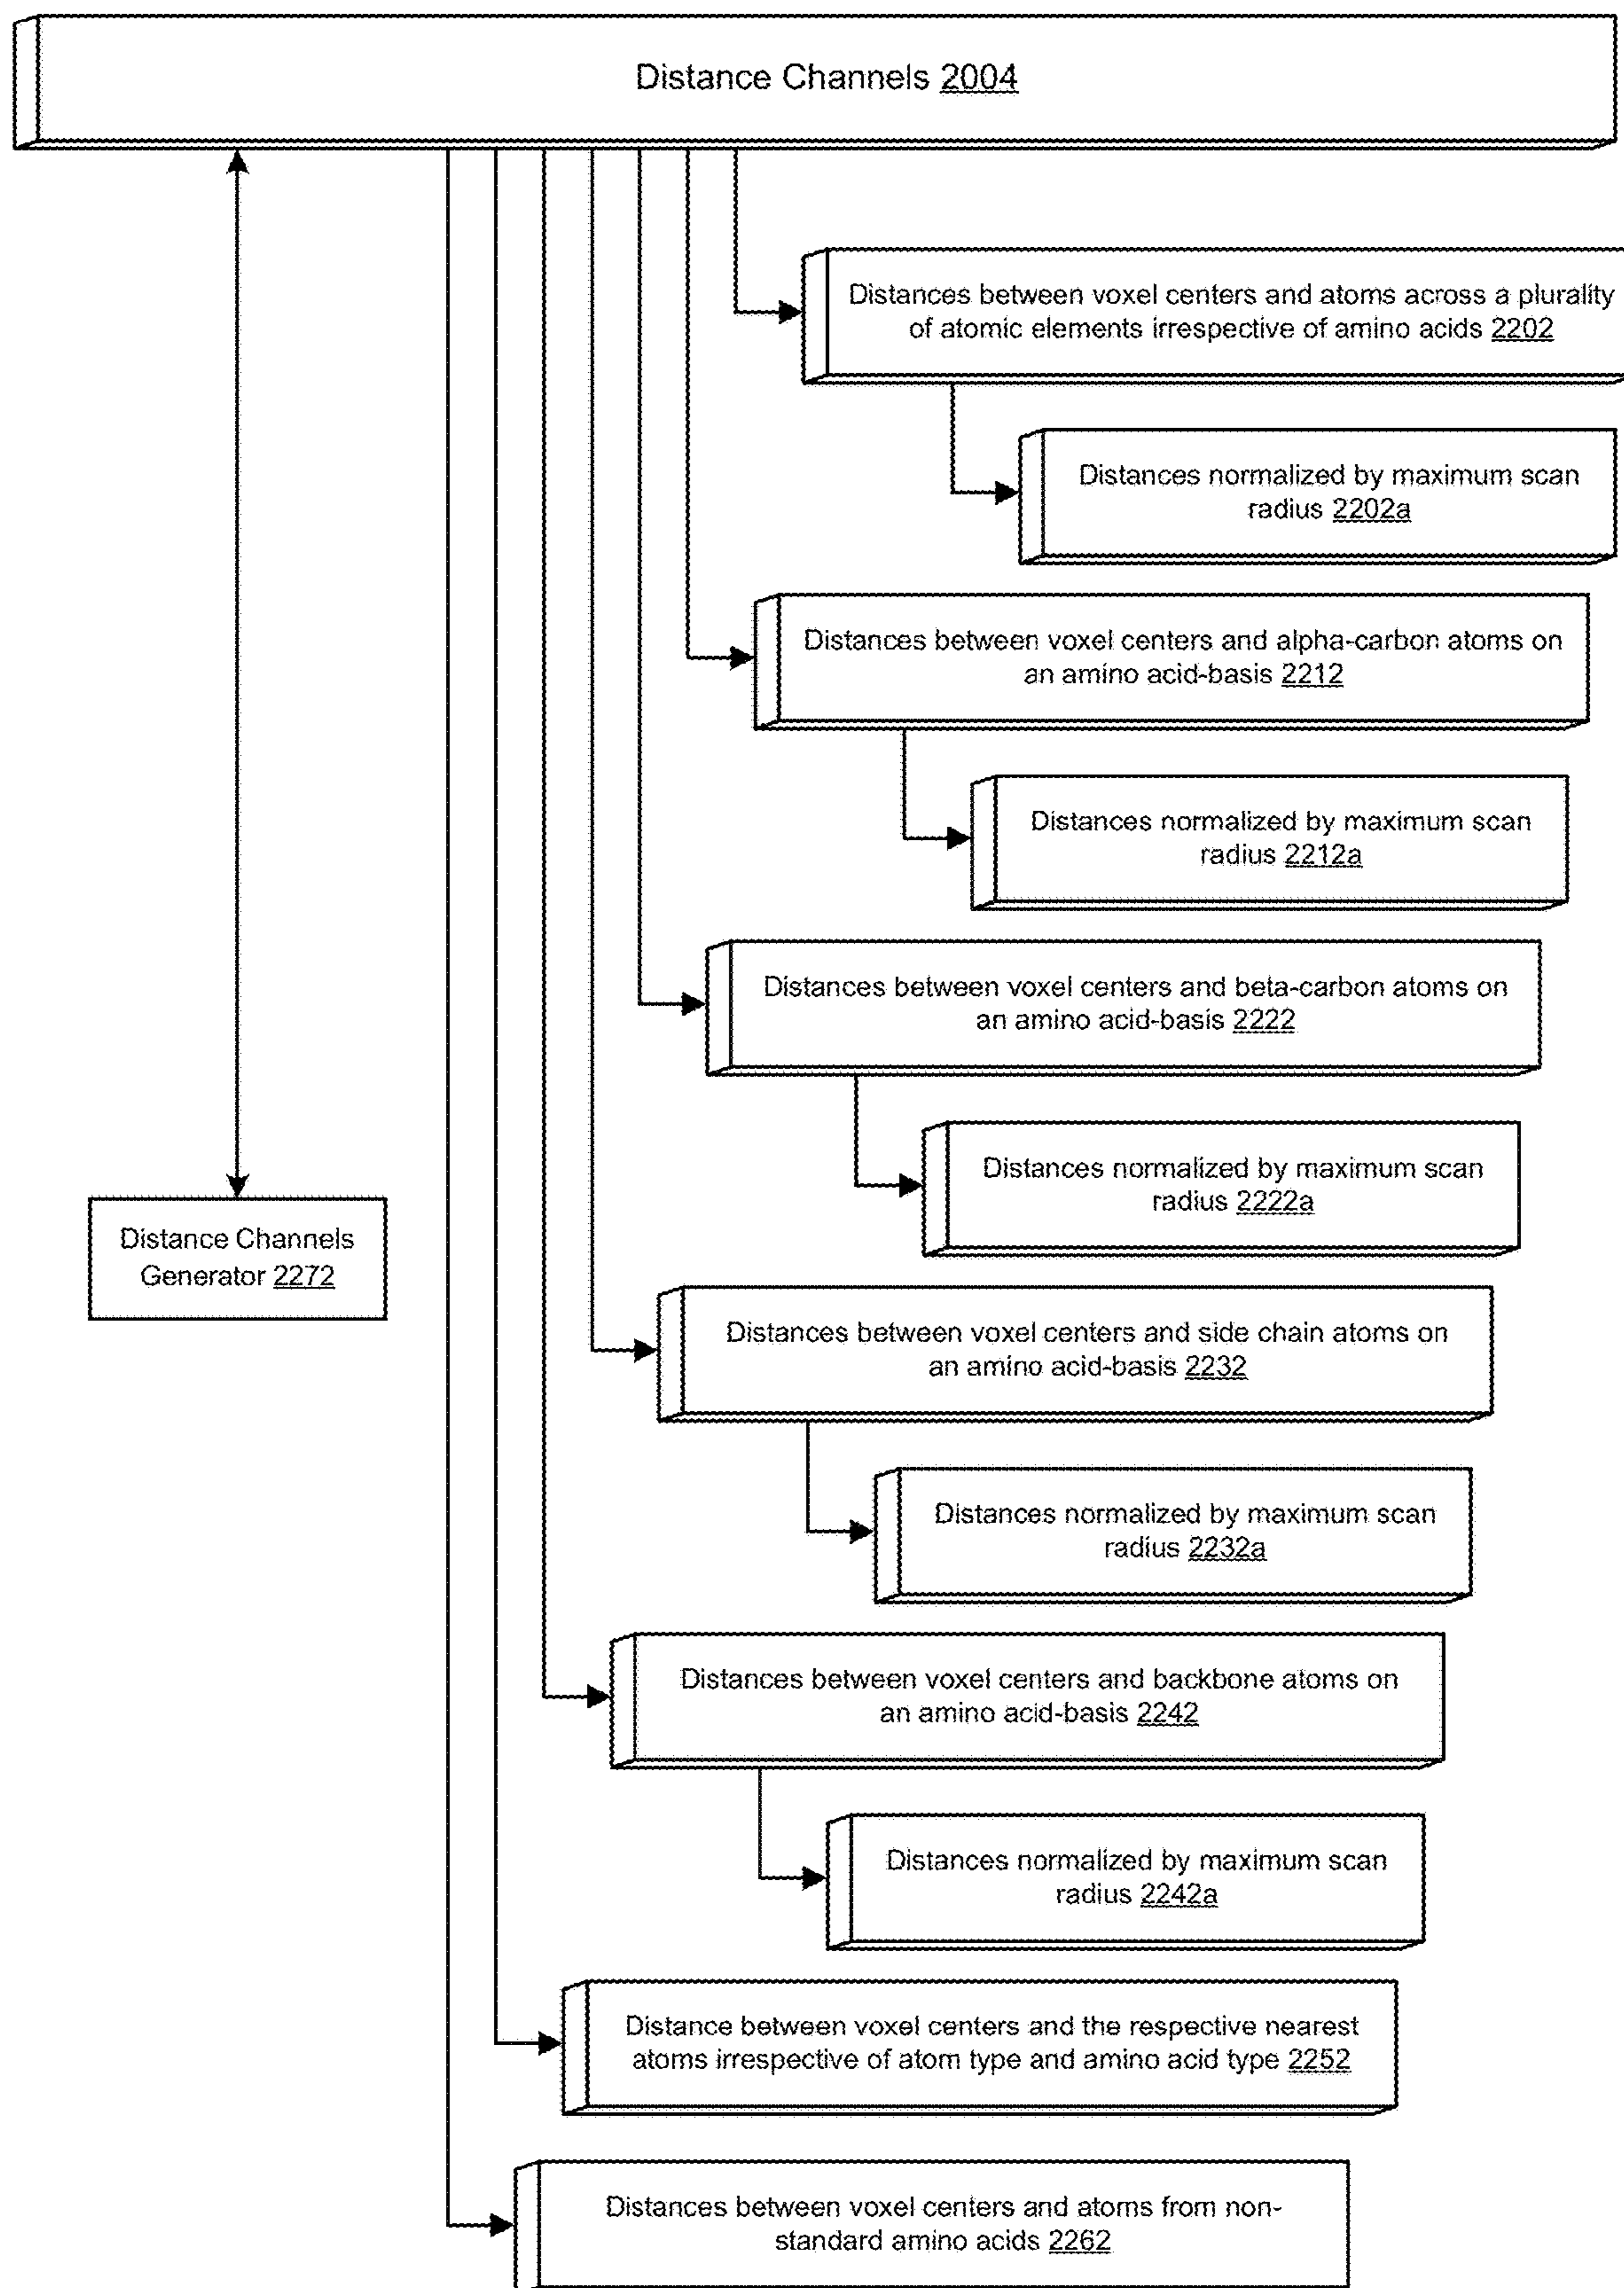 Distance Channels 2004
Distances between voxel centers and atoms across a plurality
of atomic elements irrespective of amino acids 2202
Distances normalized by maximum scan
radius 2202a
Distances between voxel centers and alpha-carbon atoms on
an amino acid-basis 2212
Distances normalized by maximum scan
radius 2212a
Distances between voxel centers and beta-carbon atoms on
an amino acid-basis 2222
Distances normalized by maximum scan
radius 2222a
Distance Channels
Generator 2272
Distances between voxel centers and side chain atoms on
an amino acid-basis 2232
Distances normalized by maximum scan
radius 2232a
Distances between voxel centers and backbone atoms on
an amino acid-basis 2242
Distances normalized by maximum scan
radius 2242a
Distance between voxel centers and the respective nearest
atoms irrespective of atom type and amino acid type 2252
Distances between voxel centers and atoms from non-
standard amino acids 2262